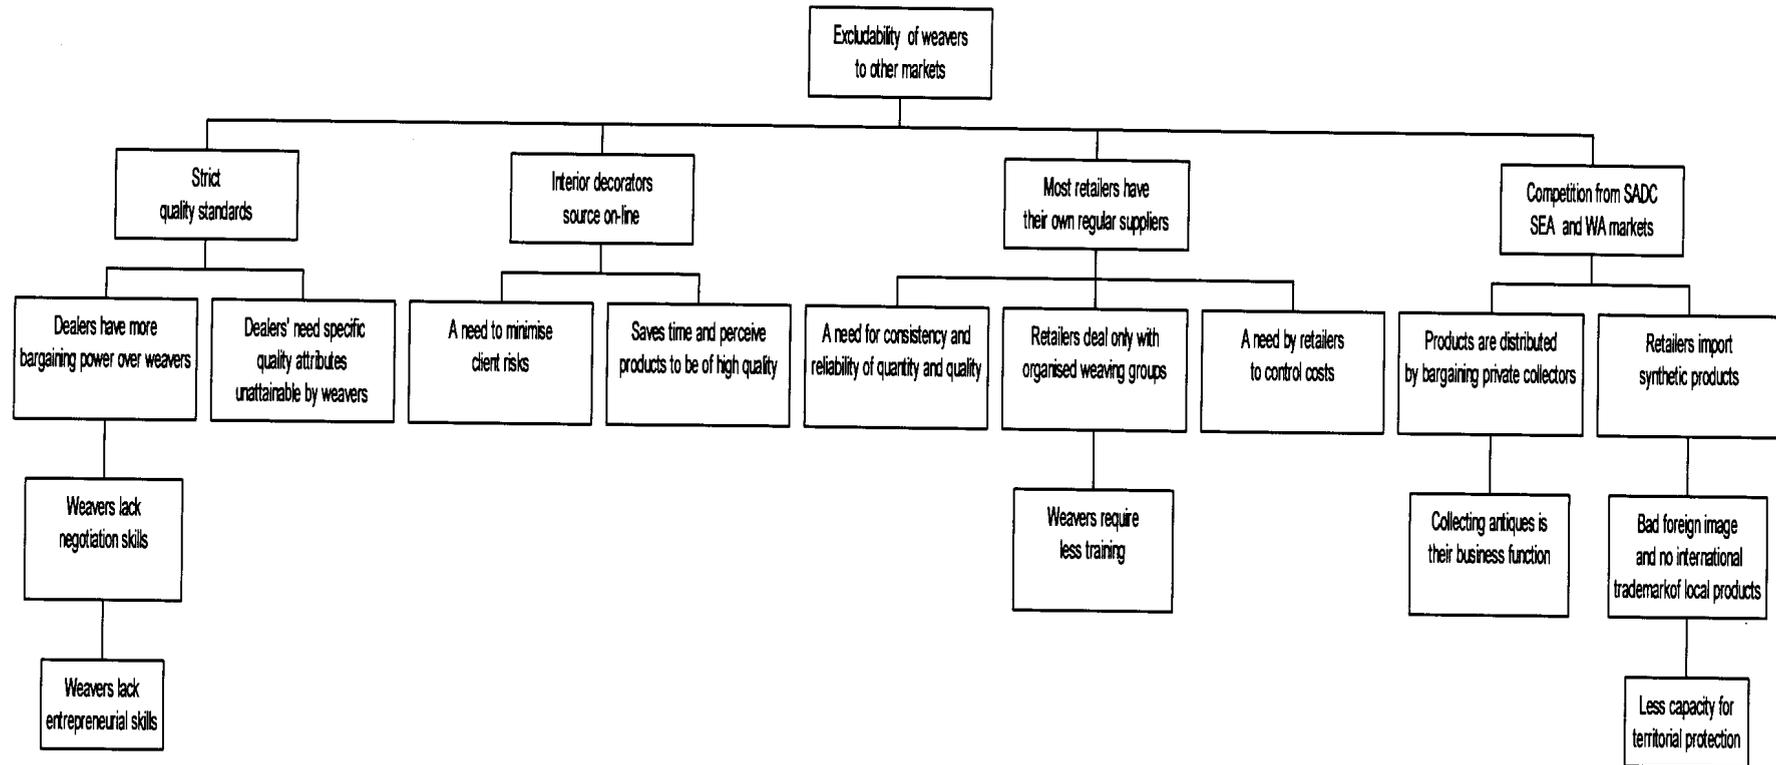 Excludability of weavers
to other markets
Strict
quality standards
Interior decorators
source on-line
Most retailers have
their own regular suppliers
Competition from SADC
SEA and WA markets
Dealers have more
bargaining power over weavers
Dealers' need specific
quality attributes
unattainable by weavers
A need to minimise
client risks
Saves time and perceive
products to be of high quality
A need for consistency and
reliability of quantity and quality
Retailers deal only with
organised weaving groups
A need by retailers
to control costs
Products are distributed
by bargaining private collectors
Retailers import
synthetic products
Weavers lack
negotiation skills
Weavers require
less training
Collecting antiques is
their business function
Bad foreign image
and no international
trademarkof local products
Weavers lack
entrepreneurial skills
Less capacity for
territorial protection